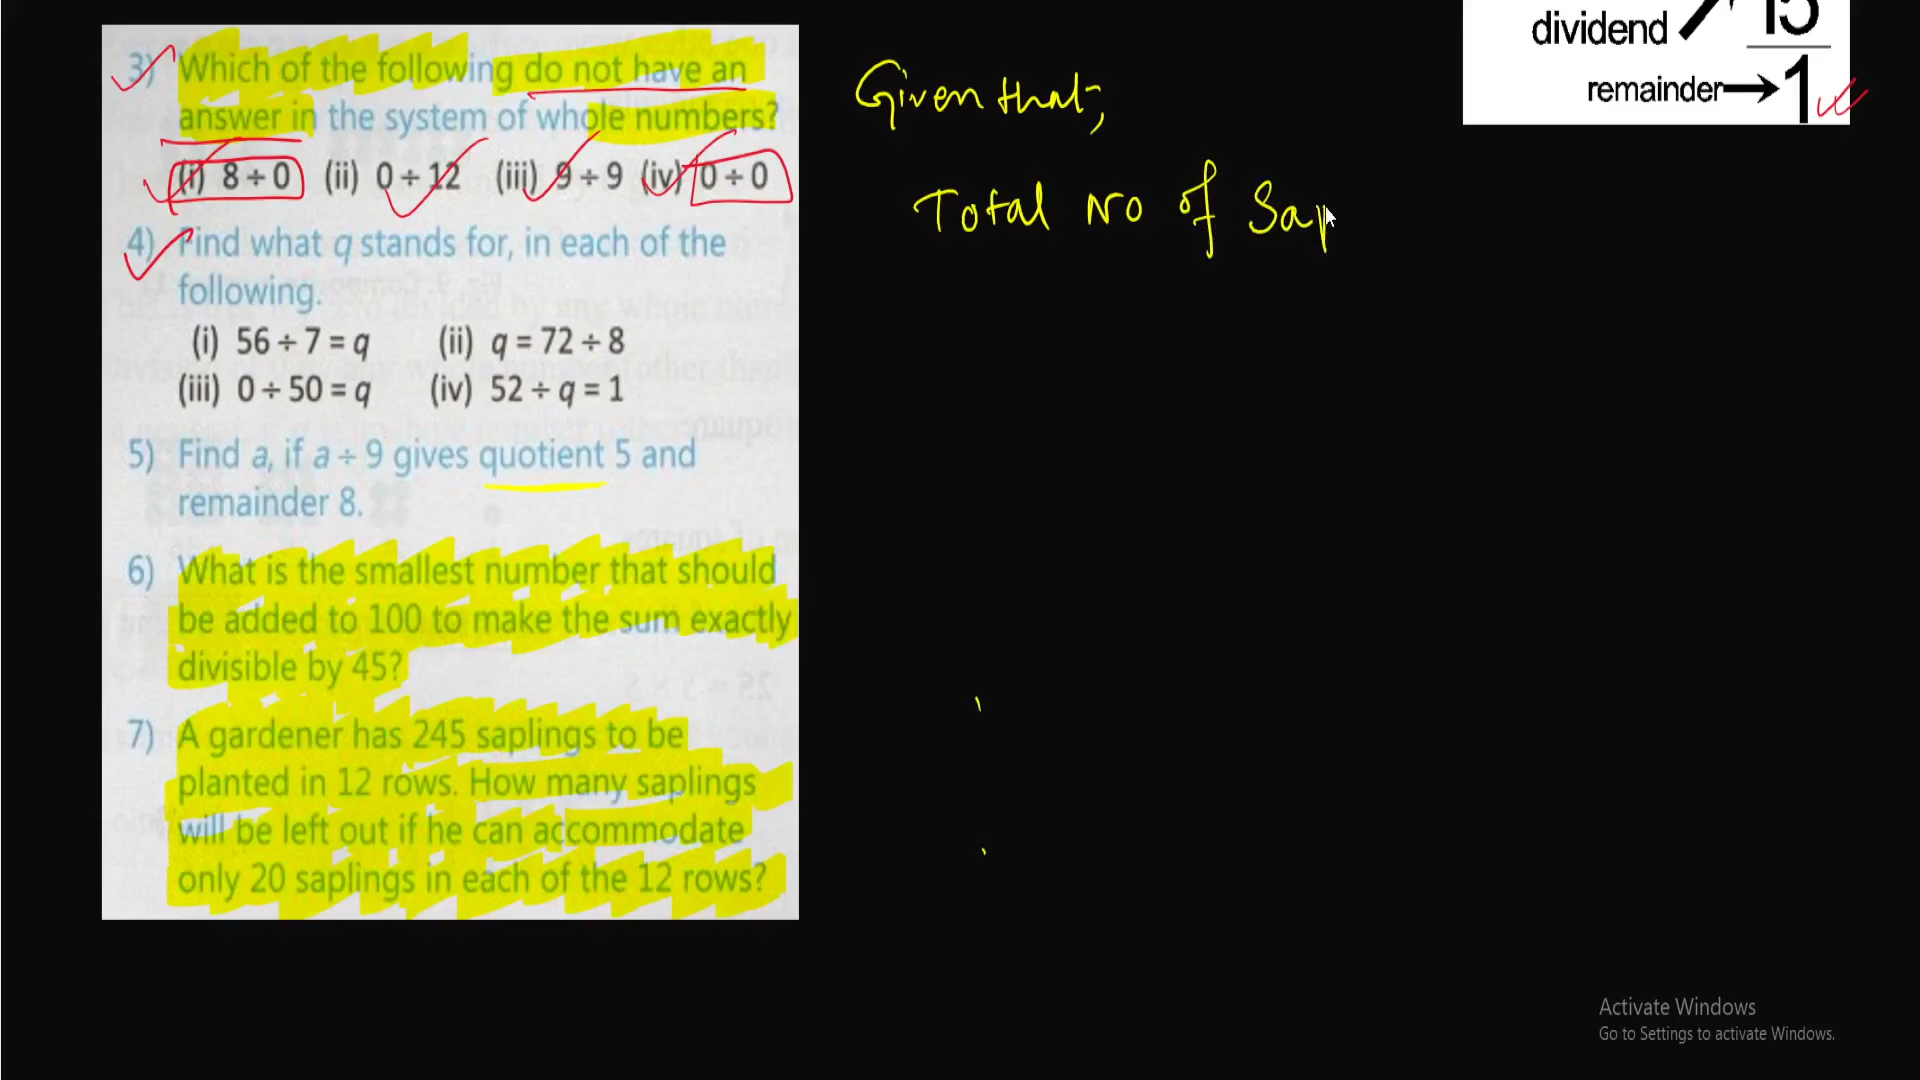 3) Which of the following do not have an
answer in the system of whole numbers?
(i) 8 ÷ 0 (ii) 0 ÷ 12 (iii) 9 ÷ 9 (iv) 0 ÷ 0
4) Find what q stands for, in each of the
following.
(i) 56 ÷ 7 = q (ii) q = 72 ÷ 8
(iii) 0 ÷ 50 = q (iv) 52 ÷ q = 1
5) Find a, if a ÷ 9 gives quotient 5 and
remainder 8.
6) What is the smallest number that should
be added to 100 to make the sum exactly
divisible by 45?
7) A gardener has 245 saplings to be
planted in 12 rows. How many saplings
will be left out if he can accommodate
only 20 saplings in each of the 12 rows?
Given that;
Total No of Sap
dividend 15
remainder 1
Activate Windows
Go to Settings to activate Windows.